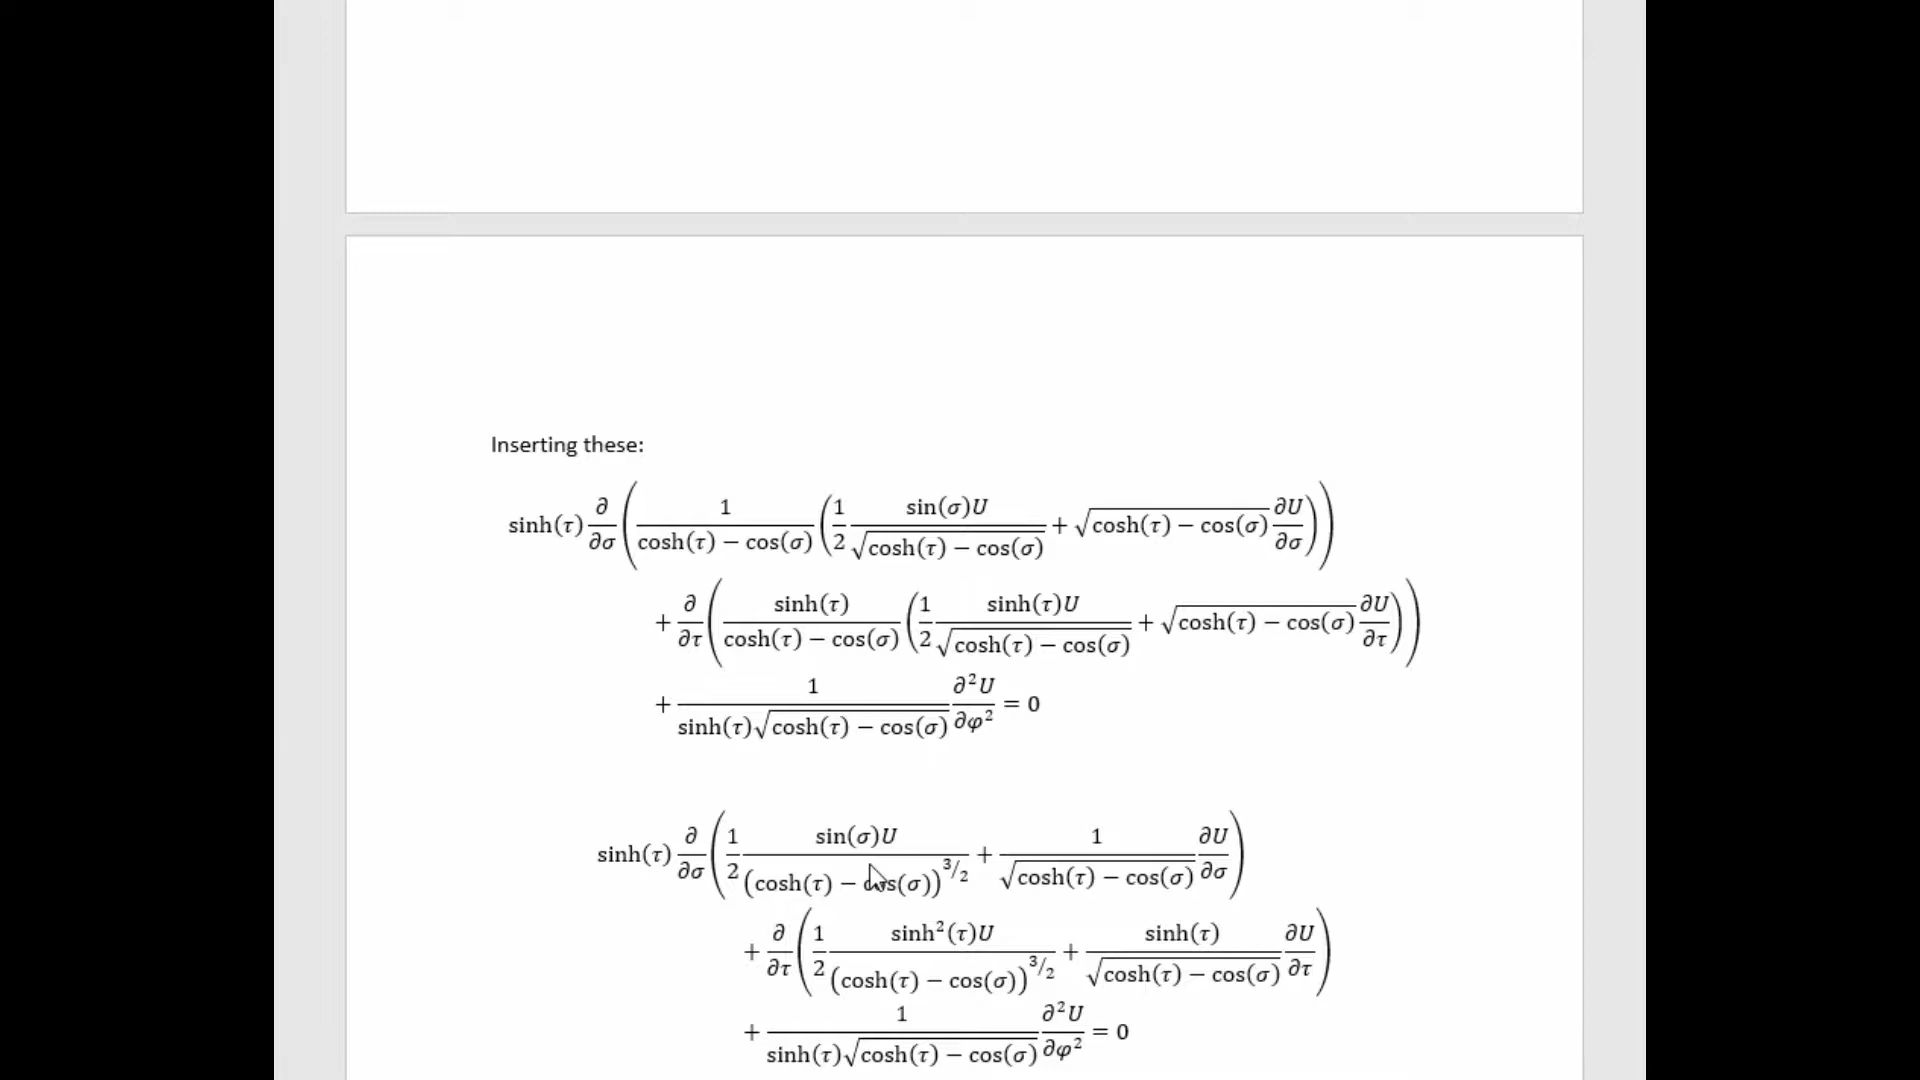 Inserting these:
sinh(τ) ∂/∂σ (1/(cosh(τ) − cos(σ)) (1/2 sin(σ)U/√(cosh(τ) − cos(σ)) + √(cosh(τ) − cos(σ)) ∂U/∂σ))
+ ∂/∂τ (sinh(τ)/(cosh(τ) − cos(σ)) (1/2 sinh(τ)U/√(cosh(τ) − cos(σ)) + √(cosh(τ) − cos(σ)) ∂U/∂τ))
+ 1/(sinh(τ)√(cosh(τ) − cos(σ))) ∂²U/∂φ² = 0
sinh(τ) ∂/∂σ (1/2 sin(σ)U/(cosh(τ) − cos(σ))^(3/2) + 1/√(cosh(τ) − cos(σ)) ∂U/∂σ)
+ ∂/∂τ (1/2 sinh²(τ)U/(cosh(τ) − cos(σ))^(3/2) + sinh(τ)/√(cosh(τ) − cos(σ)) ∂U/∂τ)
+ 1/(sinh(τ)√(cosh(τ) − cos(σ))) ∂²U/∂φ² = 0